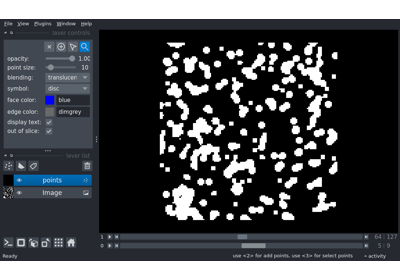 File View Plugins Window Help
layer controls
opacity: 1.00
point size: 10
blending: translucen
symbol: disc
face color: blue
edge color: dimgrey
display text:
out of slice:
layer list
points
Image
1 64 127
0 5 9
Ready use <2> for add points, use <3> for select points activity